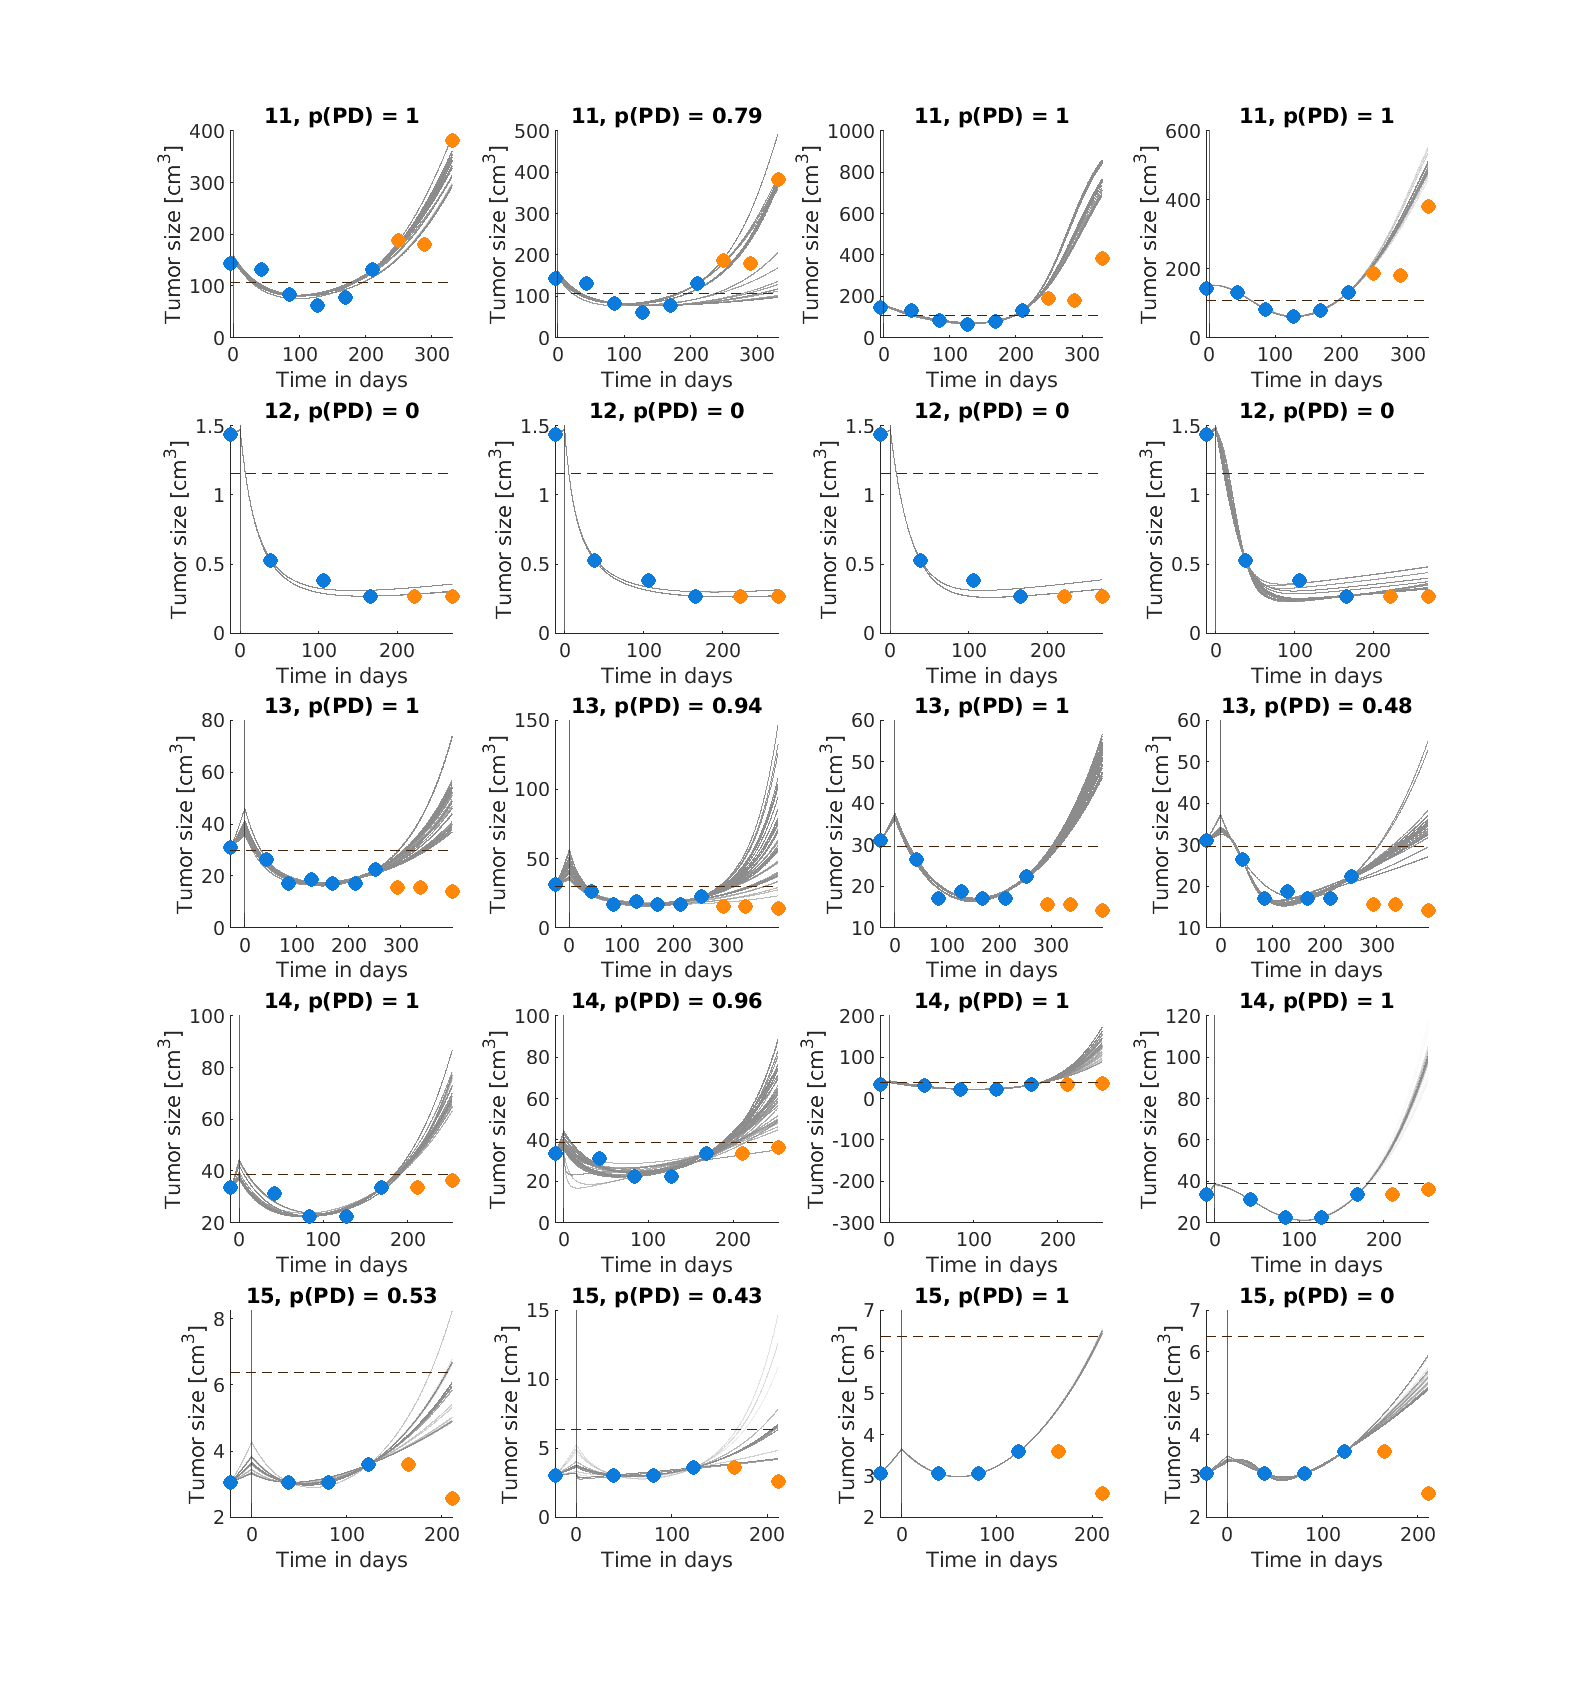 11, p(PD) = 1
Tumor size [cm3]
400
300
200
100
0
0 100 200 300
Time in days
11, p(PD) = 0.79
Tumor size [cm3]
500
400
300
200
100
0
0 100 200 300
Time in days
11, p(PD) = 1
Tumor size [cm3]
1000
800
600
400
200
0
0 100 200 300
Time in days
11, p(PD) = 1
Tumor size [cm3]
600
400
200
0
0 100 200 300
Time in days
12, p(PD) = 0
Tumor size [cm3]
1.5
1
0.5
0
0 100 200
Time in days
12, p(PD) = 0
Tumor size [cm3]
1.5
1
0.5
0
0 100 200
Time in days
12, p(PD) = 0
Tumor size [cm3]
1.5
1
0.5
0
0 100 200
Time in days
12, p(PD) = 0
Tumor size [cm3]
1.5
1
0.5
0
0 100 200
Time in days
13, p(PD) = 1
Tumor size [cm3]
80
60
40
20
0
0 100 200 300
Time in days
13, p(PD) = 0.94
Tumor size [cm3]
150
100
50
0
0 100 200 300
Time in days
13, p(PD) = 1
Tumor size [cm3]
60
50
40
30
20
10
0 100 200 300
Time in days
13, p(PD) = 0.48
Tumor size [cm3]
60
50
40
30
20
10
0 100 200 300
Time in days
14, p(PD) = 1
Tumor size [cm3]
100
80
60
40
20
0 100 200
Time in days
14, p(PD) = 0.96
Tumor size [cm3]
100
80
60
40
20
0
0 100 200
Time in days
14, p(PD) = 1
Tumor size [cm3]
200
100
0
-100
-200
-300
0 100 200
Time in days
14, p(PD) = 1
Tumor size [cm3]
120
100
80
60
40
20
0 100 200
Time in days
15, p(PD) = 0.53
Tumor size [cm3]
8
6
4
2
0 100 200
Time in days
15, p(PD) = 0.43
Tumor size [cm3]
15
10
5
0
0 100 200
Time in days
15, p(PD) = 1
Tumor size [cm3]
7
6
5
4
3
2
0 100 200
Time in days
15, p(PD) = 0
Tumor size [cm3]
7
6
5
4
3
2
0 100 200
Time in days